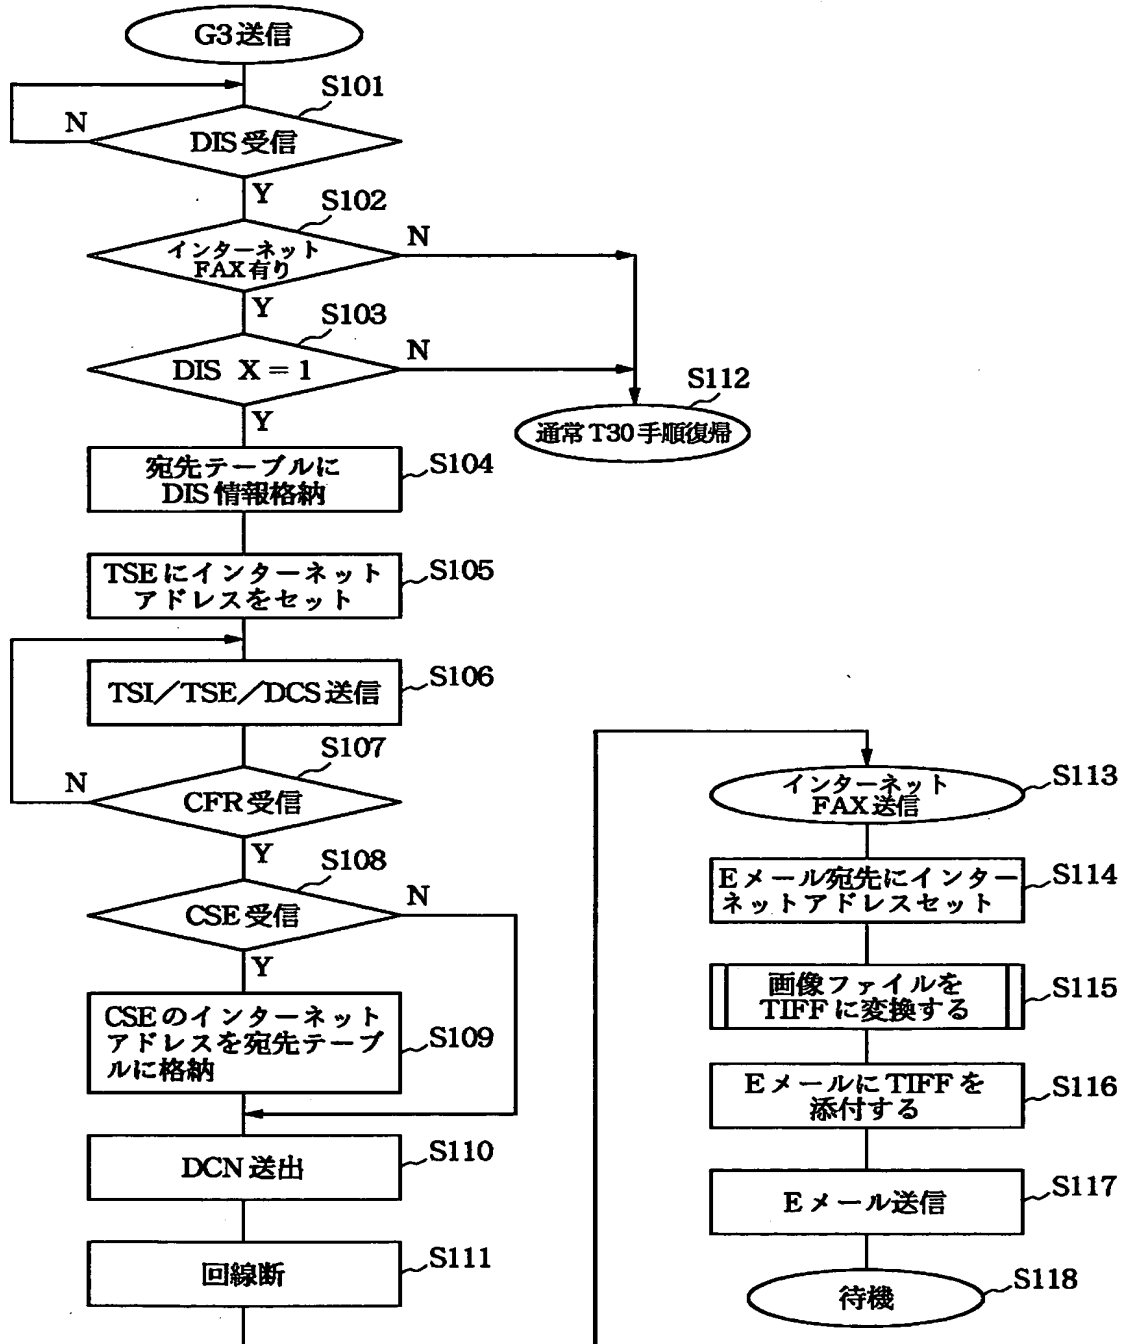 G3送信
S101
DIS受信
N
Y
S102
インターネット
FAX有り
N
Y
S103
DIS X=1
N
Y
S112
通常T30手順復帰
宛先テーブルに
DIS情報格納
S104
TSEにインターネット
アドレスをセット
S105
TSI/TSE/DCS送信
S106
S107
CFR受信
N
Y
S108
CSE受信
N
Y
CSEのインターネット
アドレスを宛先テーブ
ルに格納
S109
DCN送出
S110
回線断
S111
インターネット
FAX送信
S113
Eメール宛先にインター
ネットアドレスセット
S114
画像ファイルを
TIFFに変換する
S115
EメールにTIFFを
添付する
S116
Eメール送信
S117
待機
S118